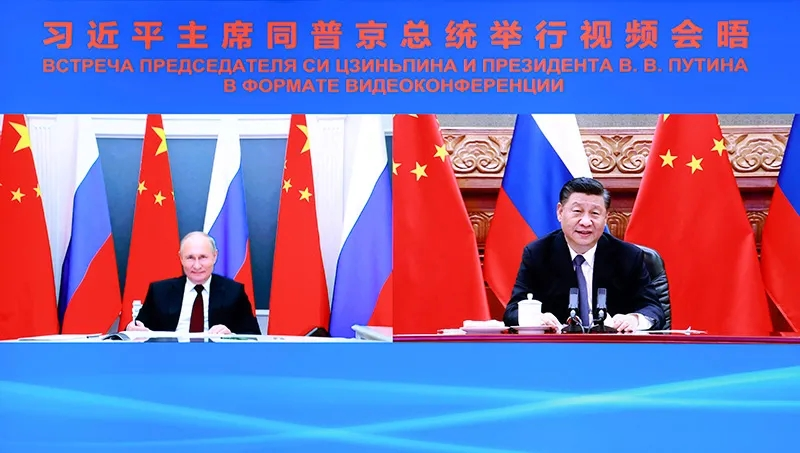 习近平主席同普京总统举行视频会晤
ВСТРЕЧА ПРЕДСЕДАТЕЛЯ СИ ЦЗИНЬПИНА И ПРЕЗИДЕНТА В. В. ПУТИНА
В ФОРМАТЕ ВИДЕОКОНФЕРЕНЦИИ